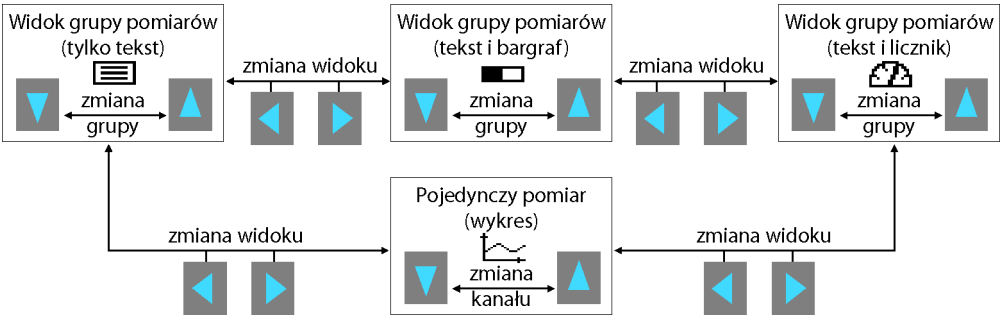 Widok grupy pomiarów
(tylko tekst)
zmiana
grupy
zmiana widoku
Widok grupy pomiarów
(tekst i bargraf)
zmiana
grupy
zmiana widoku
Widok grupy pomiarów
(tekst i licznik)
zmiana
grupy
zmiana widoku
Pojedynczy pomiar
(wykres)
zmiana
kanału
zmiana widoku